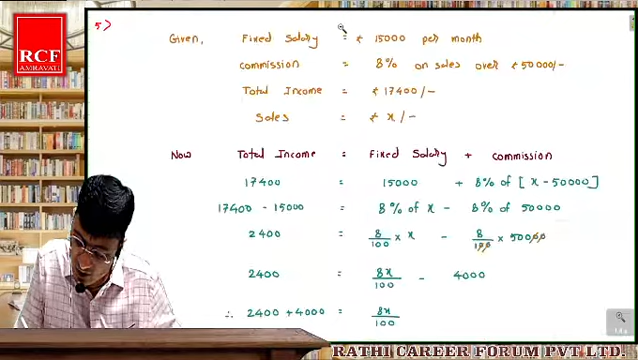 5>
RCF
AMRAVATI
Given, Fixed Salary = ₹ 15000 per month
commission = 8% on sales over ₹ 50000/-
Total Income = ₹ 17400/-
Sales = ₹ x/-
Now Total Income = Fixed Salary + commission
17400 = 15000 + 8% of [x - 50000]
17400 - 15000 = 8% of x - 8% of 50000
2400 = 8/100 × x - 8/100 × 50000
2400 = 8x/100 - 4000
∴ 2400 + 4000 = 8x/100
RATHI CAREER FORUM PVT LTD